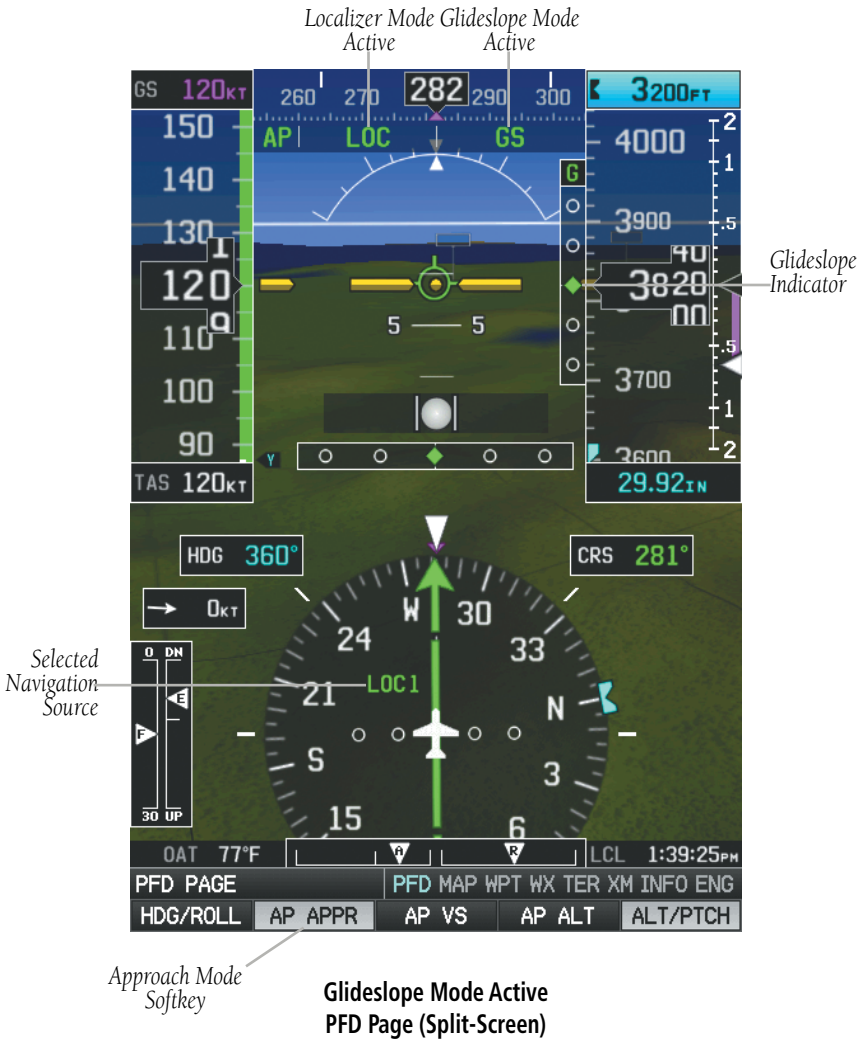 Localizer Mode Glideslope Mode
Active Active
GS 120KT
260 270 282 290 300
3200FT
AP LOC GS
150
140
130
120
110
100
90
1
9
G
4000
3900
3820
40
00
3700
3600
2
1
.5
.5
1
2
Glideslope
Indicator
5 5
Y
TAS 120KT
29.92IN
HDG 360°
CRS 281°
0KT
W 30
24 33
21 N
S 3
15 6
LOC1
Selected
Navigation
Source
0 DN
E
F
30 UP
OAT 77°F
A R
LCL 1:39:25PM
PFD PAGE
PFD MAP WPT WX TER XM INFO ENG
HDG/ROLL AP APPR AP VS AP ALT ALT/PTCH
Approach Mode
Softkey
Glideslope Mode Active
PFD Page (Split-Screen)